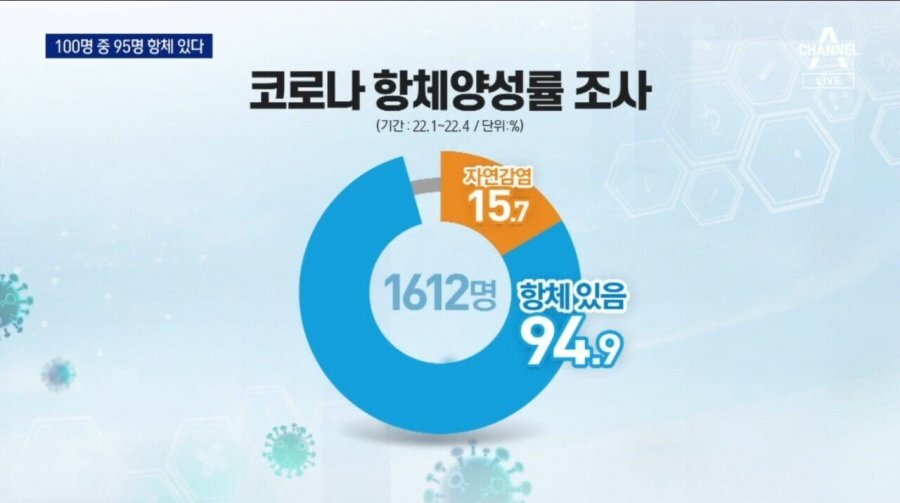 100명 중 95명 항체 있다
CHANNEL A
LIVE
코로나 항체양성률 조사
(기간 : 22.1~22.4 / 단위:%)
자연감염
15.7
1612명
항체 있음
94.9